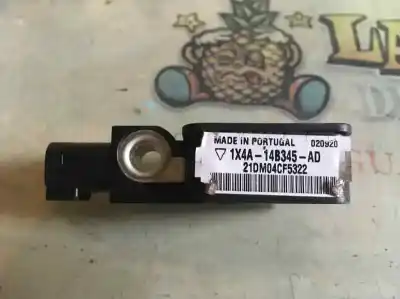 MADE IN PORTUGAL 020920
1X4A-14B345-AD
21DM04CF5322